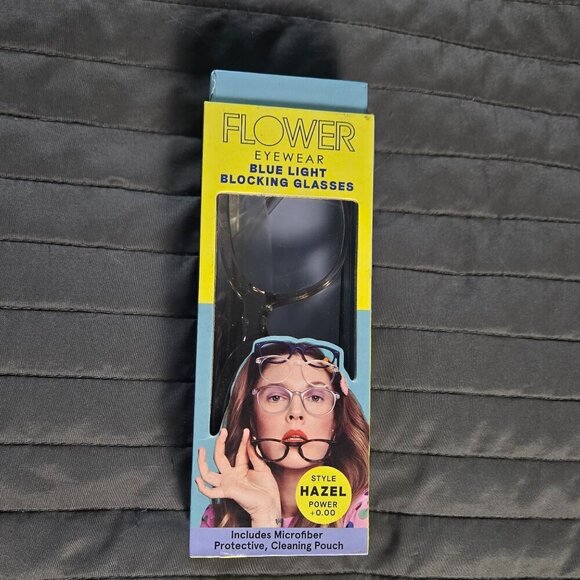 FLOWER
EYEWEAR
BLUE LIGHT
BLOCKING GLASSES
STYLE
HAZEL
POWER
+0.00
Includes Microfiber
Protective, Cleaning Pouch